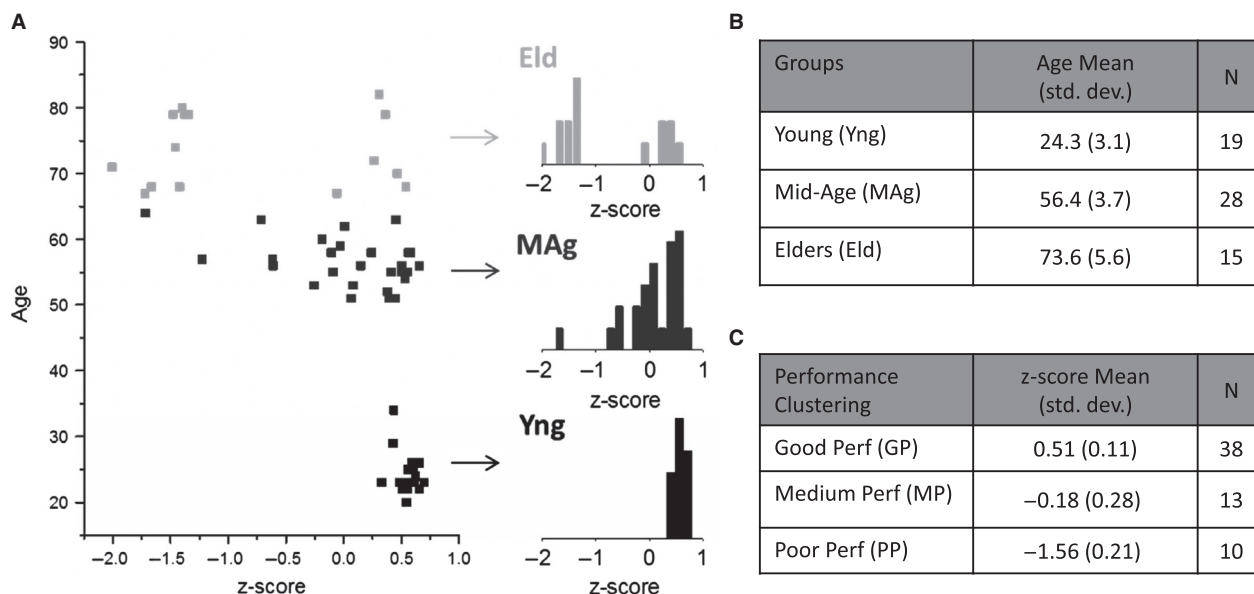 A
90
80
70
60
50
40
30
20
Age
−2.0 −1.5 −1.0 −0.5 0.0 0.5 1.0
z-score
Eld
−2 −1 0 1
z-score
MAg
−2 −1 0 1
z-score
Yng
−2 −1 0 1
z-score
B
Groups Age Mean (std. dev.) N
Young (Yng) 24.3 (3.1) 19
Mid-Age (MAg) 56.4 (3.7) 28
Elders (Eld) 73.6 (5.6) 15
C
Performance Clustering z-score Mean (std. dev.) N
Good Perf (GP) 0.51 (0.11) 38
Medium Perf (MP) −0.18 (0.28) 13
Poor Perf (PP) −1.56 (0.21) 10